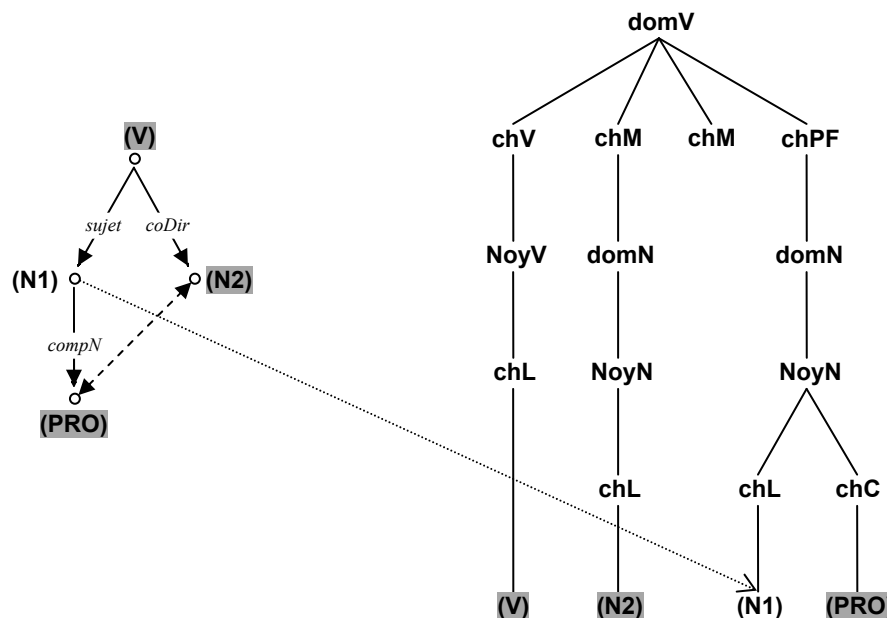 domV
(V) chV chM chM chPF
sujet coDir
(N1) (N2) NoyV domN domN
compN
chL NoyN NoyN
(PRO)
chL chL chC
(V) (N2) (N1) (PRO)